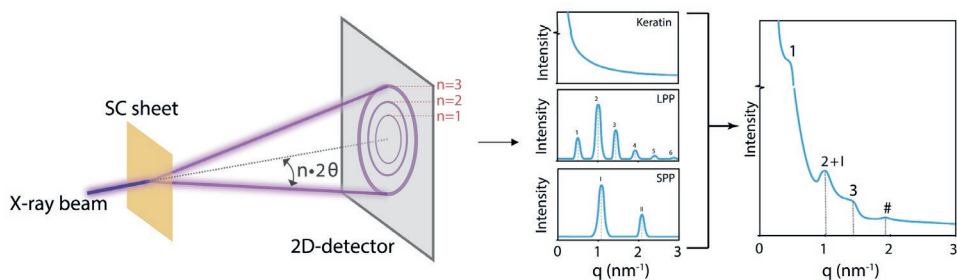 SC sheet
X-ray beam
n•2θ
2D-detector
n=3
n=2
n=1
Intensity
Keratin
Intensity
LPP
1
2
3
4
5
6
Intensity
SPP
I
II
0 1 2 3
q (nm⁻¹)
Intensity
1
2+I
3
#
0 1 2 3
q (nm⁻¹)